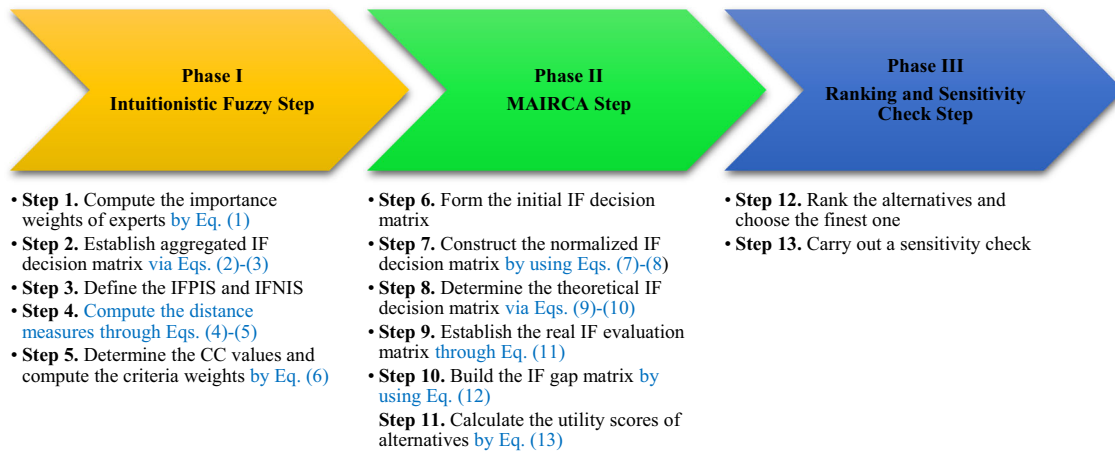 Phase I
Intuitionistic Fuzzy Step
• Step 1. Compute the importance
weights of experts by Eq. (1)
• Step 2. Establish aggregated IF
decision matrix via Eqs. (2)-(3)
• Step 3. Define the IFPIS and IFNIS
• Step 4. Compute the distance
measures through Eqs. (4)-(5)
• Step 5. Determine the CC values and
compute the criteria weights by Eq. (6)
Phase II
MAIRCA Step
• Step 6. Form the initial IF decision
matrix
• Step 7. Construct the normalized IF
decision matrix by using Eqs. (7)-(8)
• Step 8. Determine the theoretical IF
decision matrix via Eqs. (9)-(10)
• Step 9. Establish the real IF evaluation
matrix through Eq. (11)
• Step 10. Build the IF gap matrix by
using Eq. (12)
Step 11. Calculate the utility scores of
alternatives by Eq. (13)
Phase III
Ranking and Sensitivity
Check Step
• Step 12. Rank the alternatives and
choose the finest one
• Step 13. Carry out a sensitivity check